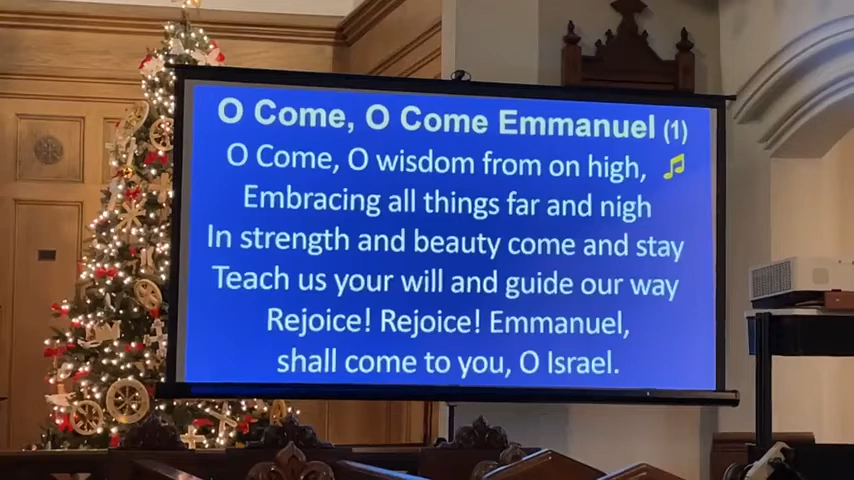 O Come, O Come Emmanuel (1)
O Come, O wisdom from on high,
Embracing all things far and nigh
In strength and beauty come and stay
Teach us your will and guide our way
Rejoice! Rejoice! Emmanuel,
shall come to you, O Israel.